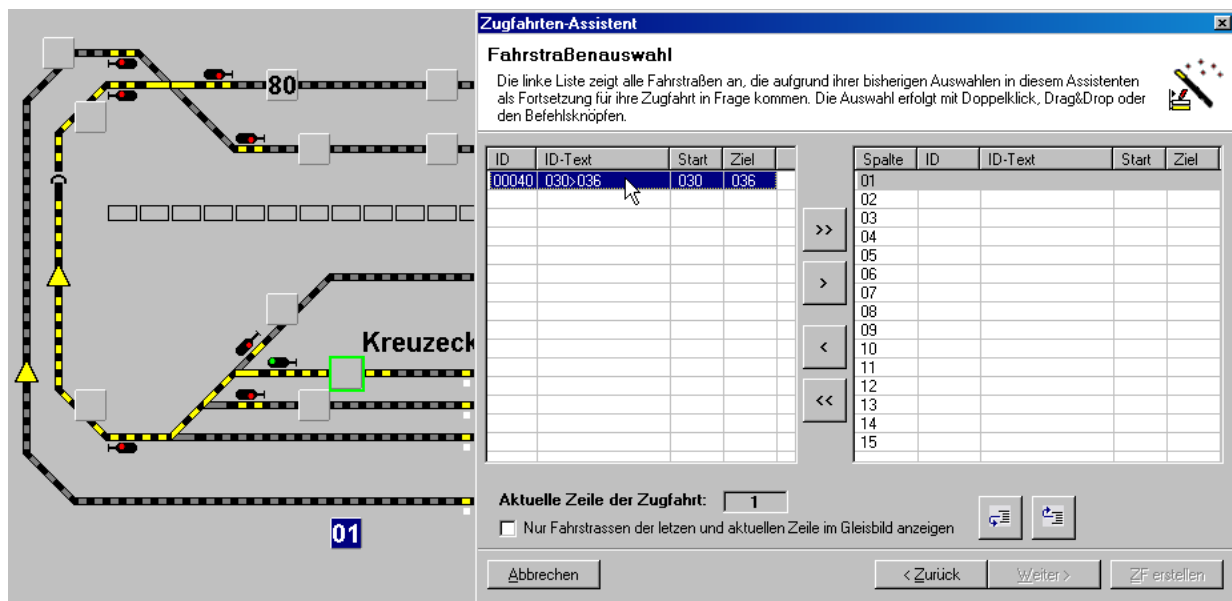 80
Kreuzeck
01
Zugfahrten-Assistent
Fahrstraßenauswahl
Die linke Liste zeigt alle Fahrstraßen an, die aufgrund ihrer bisherigen Auswahlen in diesem Assistenten
als Fortsetzung für ihre Zugfahrt in Frage kommen. Die Auswahl erfolgt mit Doppelklick, Drag&Drop oder
den Befehlsknöpfen.
ID ID-Text Start Ziel
00040 030>036 030 036
>>
>
<
<<
Spalte ID ID-Text Start Ziel
01
02
03
04
05
06
07
08
09
10
11
12
13
14
15
Aktuelle Zeile der Zugfahrt: 1
Nur Fahrstrassen der letzen und aktuellen Zeile im Gleisbild anzeigen
Abbrechen < Zurück Weiter > ZF erstellen